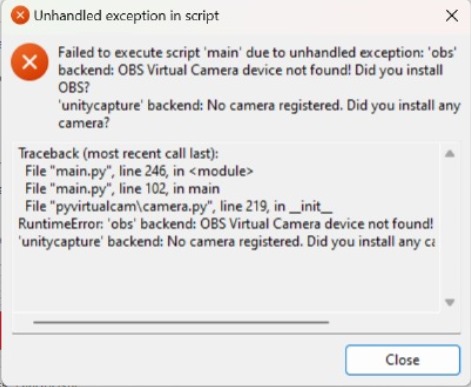 Unhandled exception in script
Failed to execute script 'main' due to unhandled exception: 'obs'
backend: OBS Virtual Camera device not found! Did you install
OBS?
'unitycapture' backend: No camera registered. Did you install any
camera?
Traceback (most recent call last):
File "main.py", line 246, in <module>
File "main.py", line 102, in main
File "pyvirtualcam\camera.py", line 219, in __init__
RuntimeError: 'obs' backend: OBS Virtual Camera device not found!
'unitycapture' backend: No camera registered. Did you install any
Close